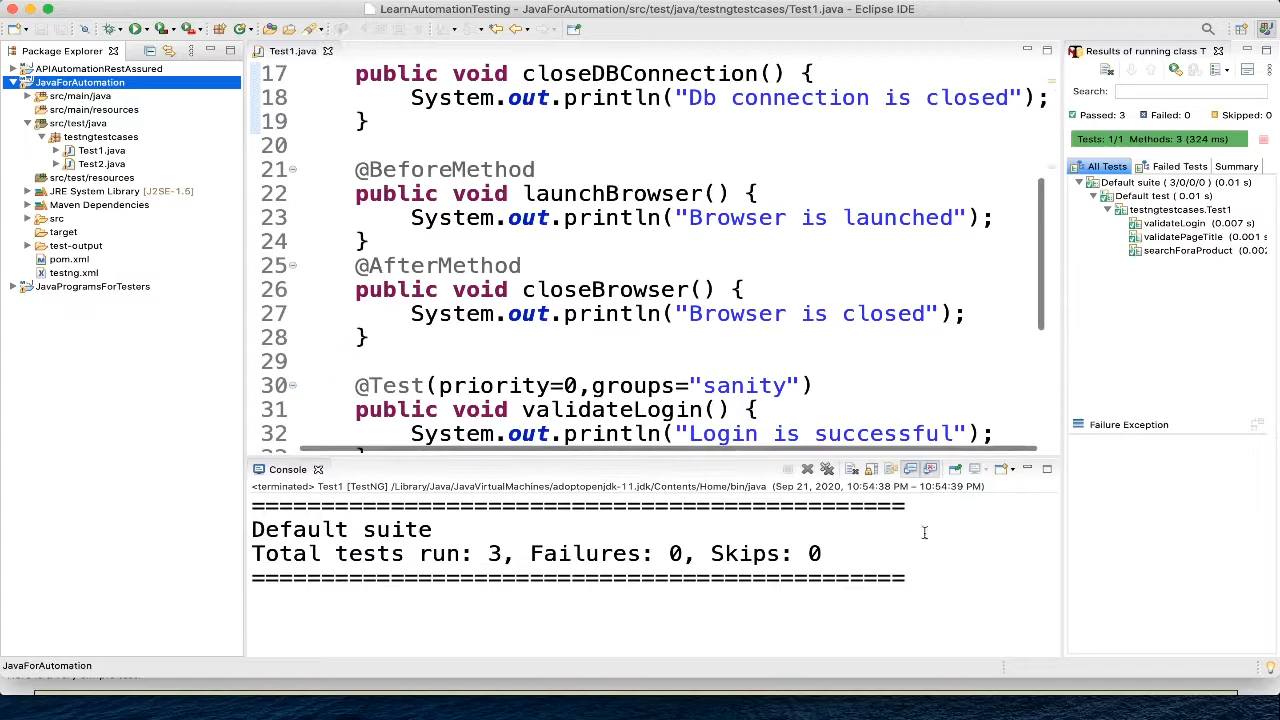 LearnAutomationTesting - JavaForAutomation/src/test/java/testngtestcases/Test1.java - Eclipse IDE
Package Explorer
APIAutomationRestAssured
JavaForAutomation
src/main/java
src/main/resources
src/test/java
testngtestcases
Test1.java
Test2.java
src/test/resources
JRE System Library [J2SE-1.5]
Maven Dependencies
src
target
test-output
pom.xml
testng.xml
JavaProgramsForTesters
Test1.java
17 public void closeDBConnection() {
18 System.out.println("Db connection is closed");
19 }
20
21 @BeforeMethod
22 public void launchBrowser() {
23 System.out.println("Browser is launched");
24 }
25 @AfterMethod
26 public void closeBrowser() {
27 System.out.println("Browser is closed");
28 }
29
30 @Test(priority=0,groups="sanity")
31 public void validateLogin() {
32 System.out.println("Login is successful");
Console
<terminated> Test1 [TestNG] /Library/Java/JavaVirtualMachines/adoptopenjdk-11.jdk/Contents/Home/bin/java (Sep 21, 2020, 10:54:38 PM – 10:54:39 PM)
===============================================
Default suite
Total tests run: 3, Failures: 0, Skips: 0
===============================================
Results of running class T
Search:
Passed: 3 Failed: 0 Skipped: 0
Tests: 1/1 Methods: 3 (324 ms)
All Tests Failed Tests Summary
Default suite ( 3/0/0/0 ) (0.01 s)
Default test ( 0.01 s)
testngtestcases.Test1
validateLogin (0.007 s)
validatePageTitle (0.001 s
searchForaProduct (0.002
Failure Exception
JavaForAutomation